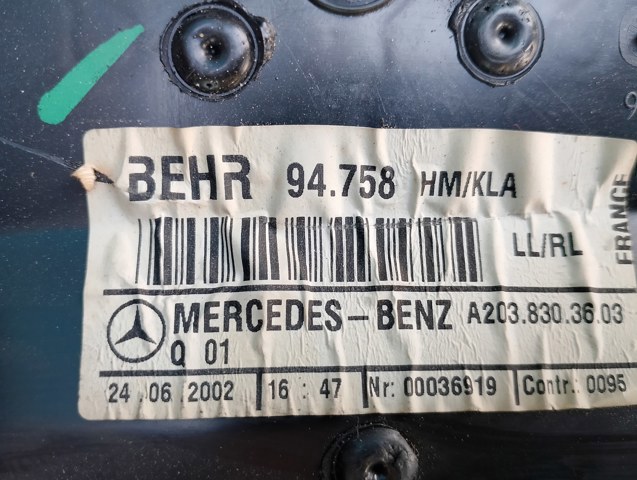 BEHR 94.758 HM/KLA
LL/RL
FRANCE
MERCEDES-BENZ A203.830.36.03
Q 01
24.06.2002 16:47 Nr: 00036919 Contr.: 0095